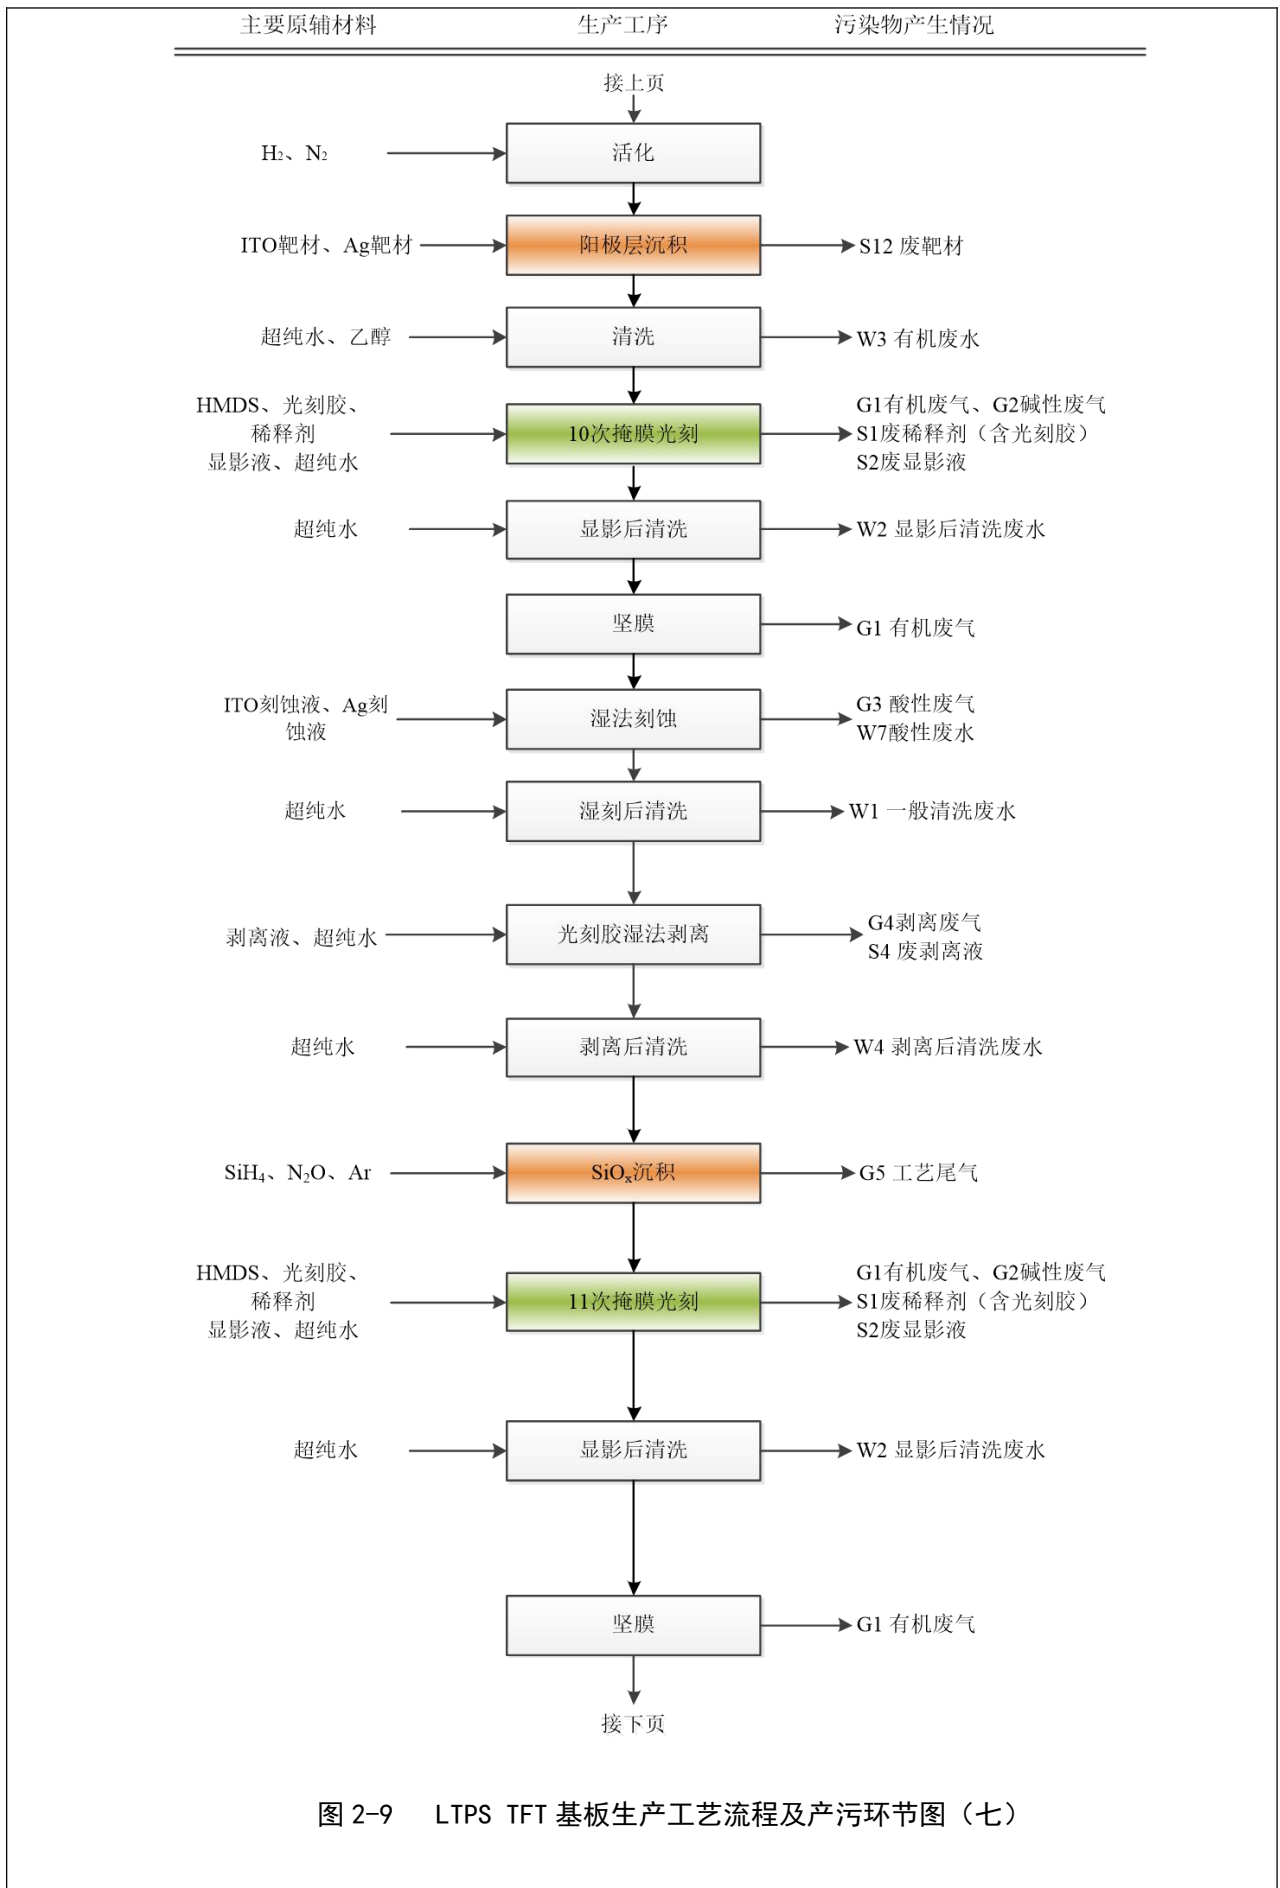 主要原辅材料 生产工序 污染物产生情况
接上页
H₂、N₂ 活化
ITO靶材、Ag靶材 阳极层沉积 S12 废靶材
超纯水、乙醇 清洗 W3 有机废水
HMDS、光刻胶、
稀释剂
显影液、超纯水
10次掩膜光刻
G1有机废气、G2碱性废气
S1废稀释剂（含光刻胶）
S2废显影液
超纯水 显影后清洗 W2 显影后清洗废水
坚膜 G1 有机废气
ITO刻蚀液、Ag刻
蚀液
湿法刻蚀
G3 酸性废气
W7酸性废水
超纯水 湿刻后清洗 W1 一般清洗废水
剥离液、超纯水 光刻胶湿法剥离
G4剥离废气
S4 废剥离液
超纯水 剥离后清洗 W4 剥离后清洗废水
SiH₄、N₂O、Ar SiOₓ沉积 G5 工艺尾气
HMDS、光刻胶、
稀释剂
显影液、超纯水
11次掩膜光刻
G1有机废气、G2碱性废气
S1废稀释剂（含光刻胶）
S2废显影液
超纯水 显影后清洗 W2 显影后清洗废水
坚膜 G1 有机废气
接下页
图 2-9 LTPS TFT 基板生产工艺流程及产污环节图（七）